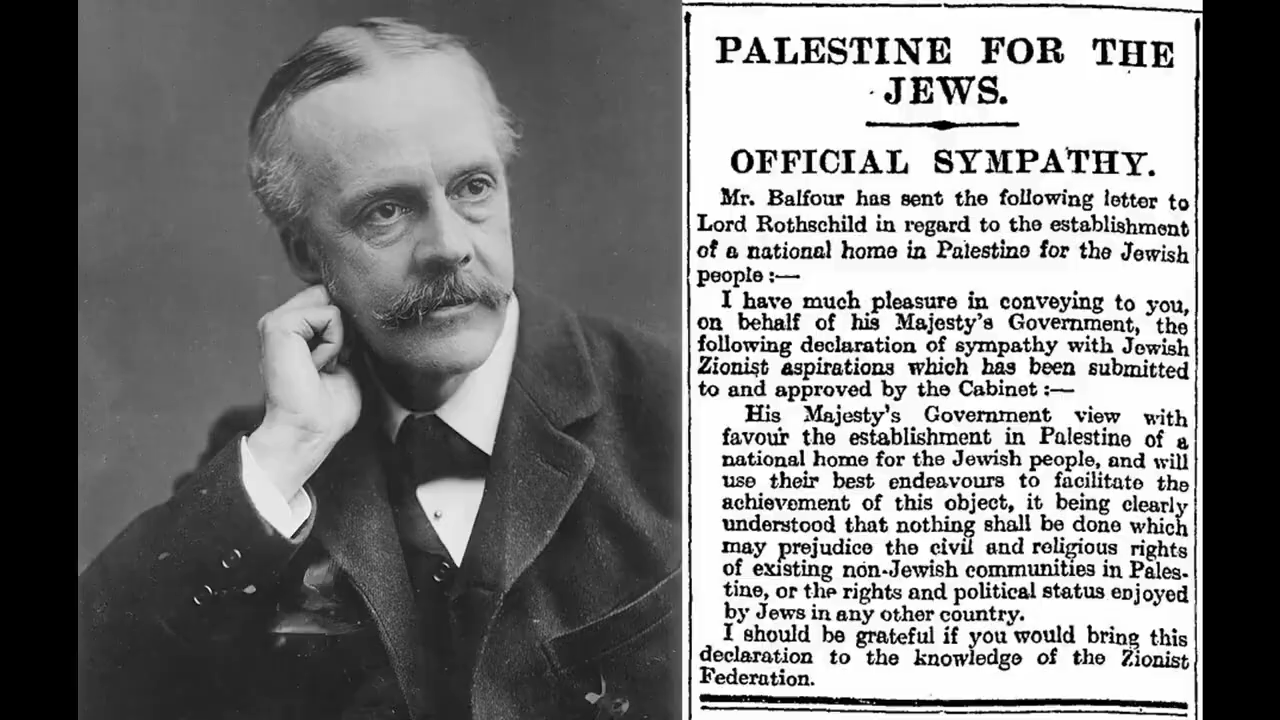 PALESTINE FOR THE
JEWS.
OFFICIAL SYMPATHY.
Mr. Balfour has sent the following letter to
Lord Rothschild in regard to the establishment
of a national home in Palestine for the Jewish
people :—
I have much pleasure in conveying to you,
on behalf of his Majesty's Government, the
following declaration of sympathy with Jewish
Zionist aspirations which has been submitted
to and approved by the Cabinet :—
His Majesty's Government view with
favour the establishment in Palestine of a
national home for the Jewish people, and will
use their best endeavours to facilitate the
achievement of this object, it being clearly
understood that nothing shall be done which
may prejudice the civil and religious rights
of existing non-Jewish communities in Pales-
tine, or the rights and political status enjoyed
by Jews in any other country.
I should be grateful if you would bring this
declaration to the knowledge of the Zionist
Federation.